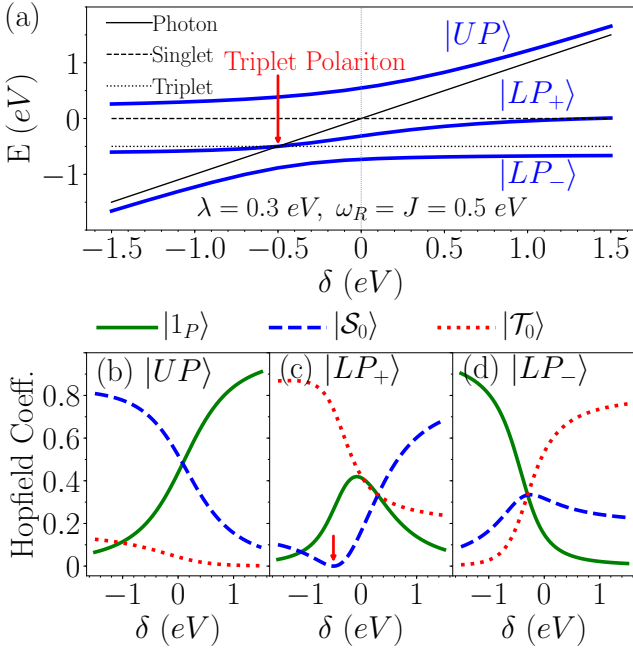 (a)
Photon
Singlet
Triplet
Triplet Polariton
|UP⟩
|LP₊⟩
|LP₋⟩
λ = 0.3 eV, ω_R = J = 0.5 eV
E (eV)
1
0
−1
−1.5 −1.0 −0.5 0 0.5 1.0 1.5
δ (eV)
|1_P⟩ |𝒮₀⟩ |𝒯₀⟩
(b) |UP⟩ (c) |LP₊⟩ (d) |LP₋⟩
Hopfield Coeff.
0.8
0.6
0.4
0.2
0
−1 0 1 −1 0 1 −1 0 1
δ (eV) δ (eV) δ (eV)